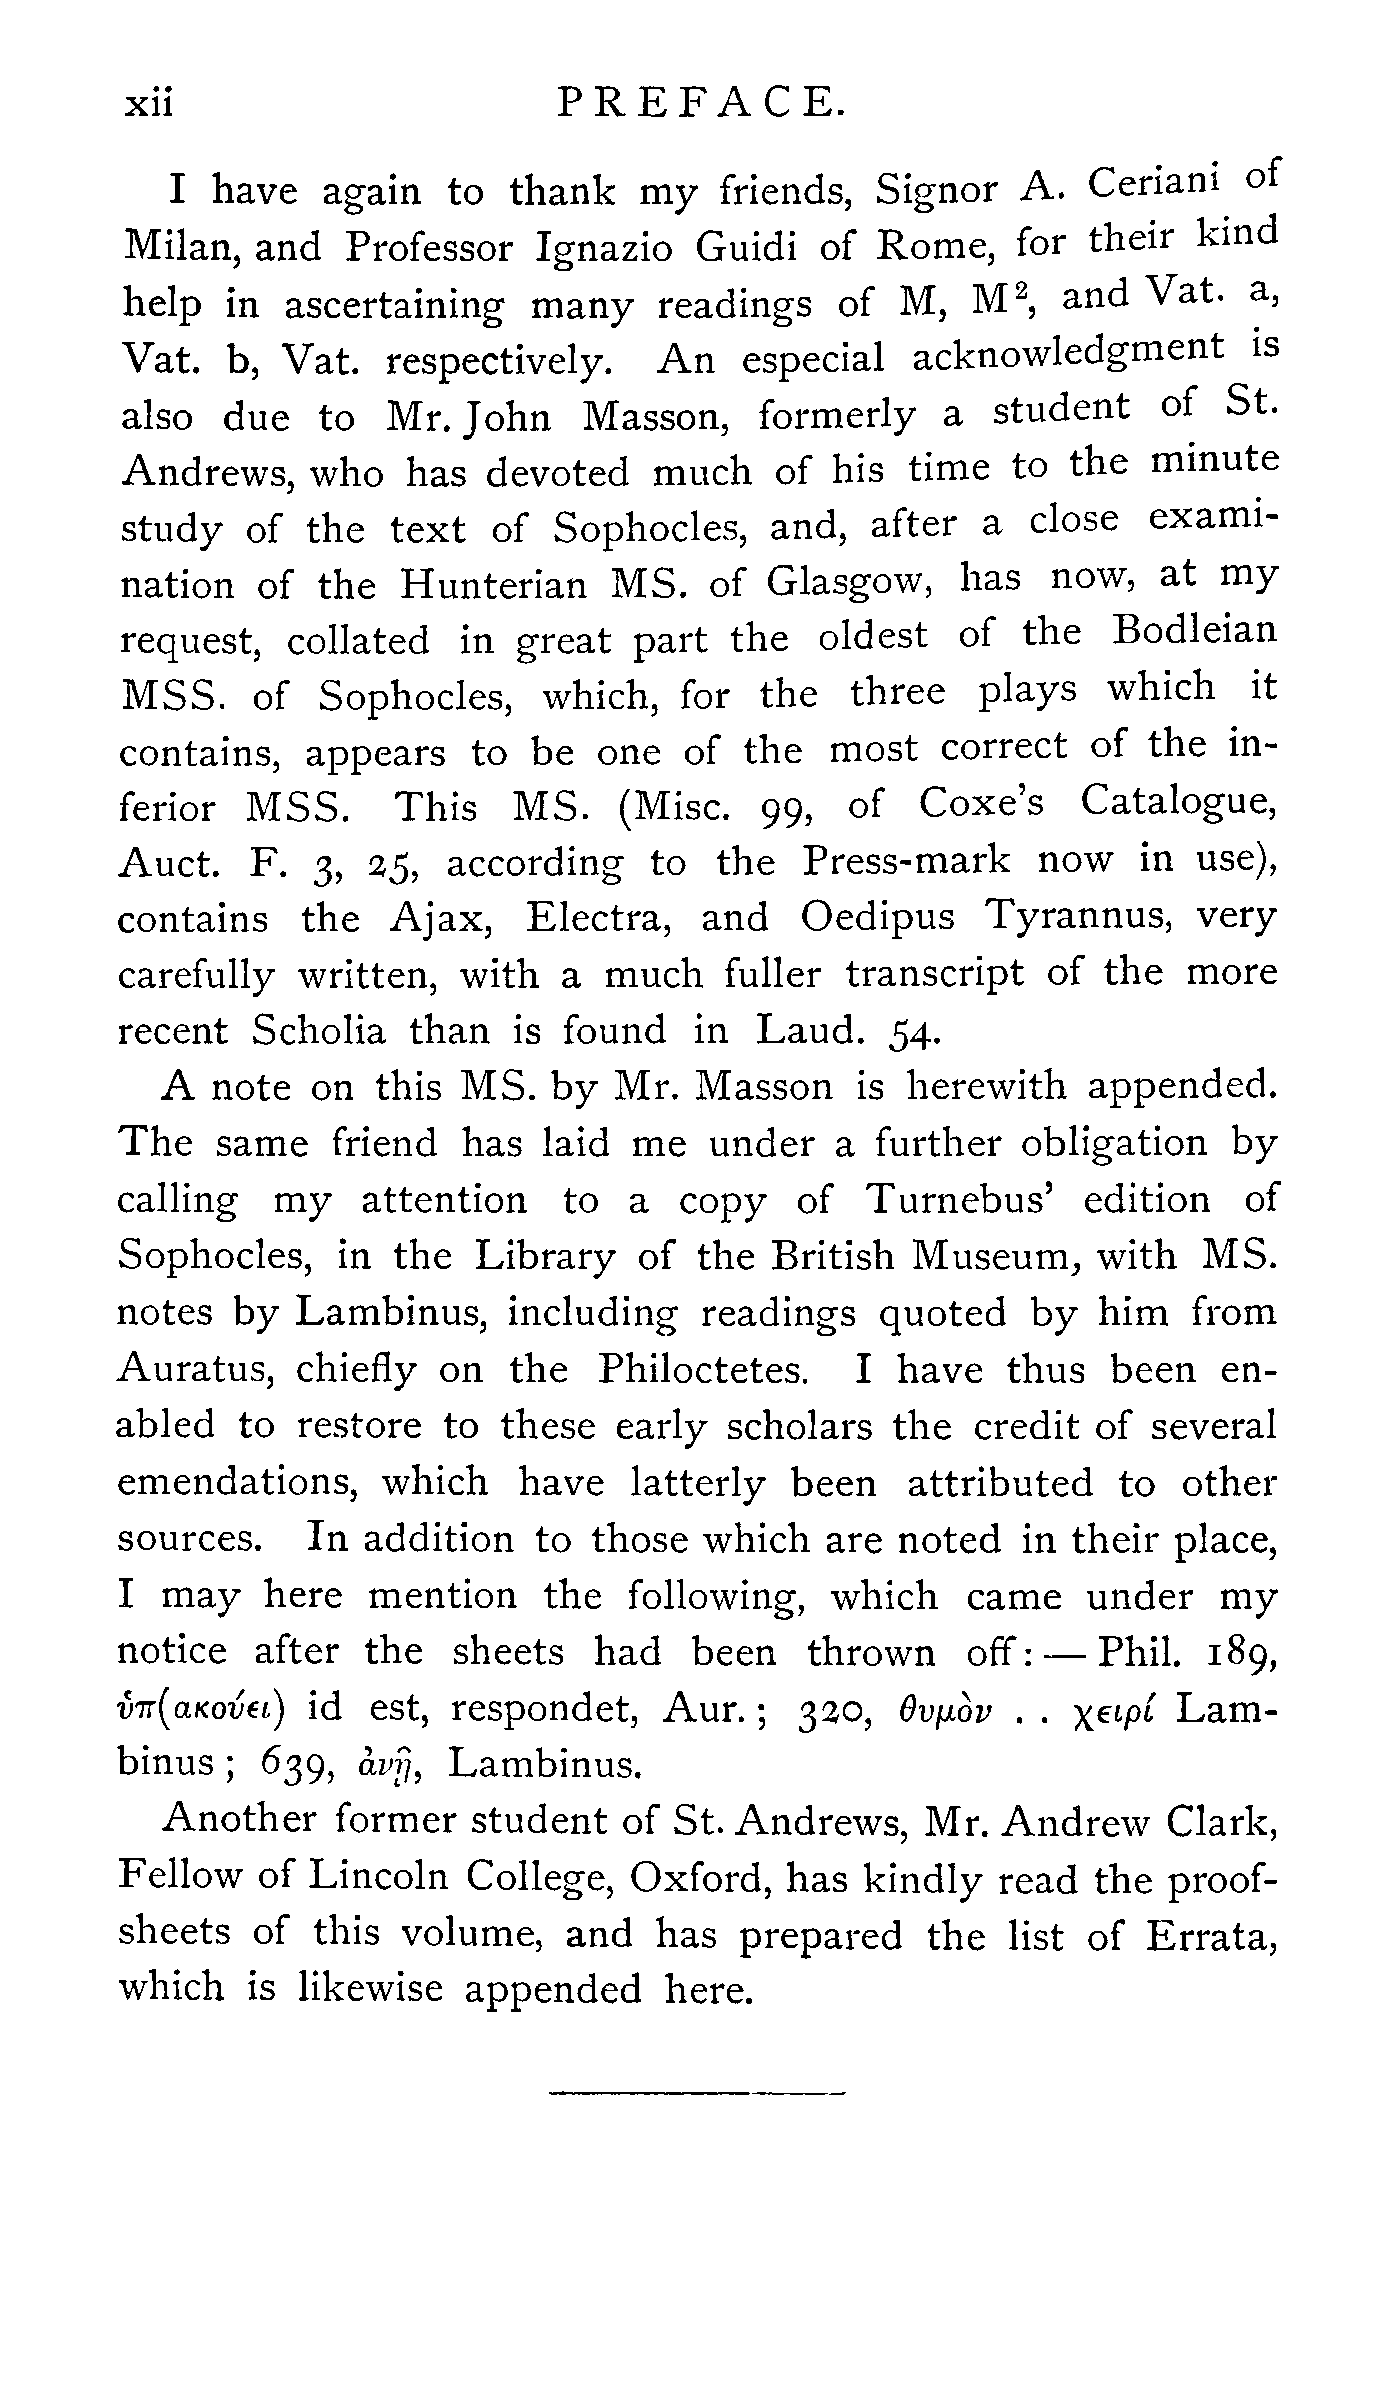 xii PREFACE.
I have again to thank my friends, Signor A. Ceriani of
Milan, and Professor Ignazio Guidi of Rome, for their kind
help in ascertaining many readings of M, M², and Vat. a,
Vat. b, Vat. respectively. An especial acknowledgment is
also due to Mr. John Masson, formerly a student of St.
Andrews, who has devoted much of his time to the minute
study of the text of Sophocles, and, after a close exami-
nation of the Hunterian MS. of Glasgow, has now, at my
request, collated in great part the oldest of the Bodleian
MSS. of Sophocles, which, for the three plays which it
contains, appears to be one of the most correct of the in-
ferior MSS. This MS. (Misc. 99, of Coxe's Catalogue,
Auct. F. 3, 25, according to the Press-mark now in use),
contains the Ajax, Electra, and Oedipus Tyrannus, very
carefully written, with a much fuller transcript of the more
recent Scholia than is found in Laud. 54.
A note on this MS. by Mr. Masson is herewith appended.
The same friend has laid me under a further obligation by
calling my attention to a copy of Turnebus' edition of
Sophocles, in the Library of the British Museum, with MS.
notes by Lambinus, including readings quoted by him from
Auratus, chiefly on the Philoctetes. I have thus been en-
abled to restore to these early scholars the credit of several
emendations, which have latterly been attributed to other
sources. In addition to those which are noted in their place,
I may here mention the following, which came under my
notice after the sheets had been thrown off:— Phil. 189,
ὑπ(ακούει) id est, respondet, Aur.; 320, θυμὸν . . χειρί Lam-
binus; 639, ἀνῇ, Lambinus.
Another former student of St. Andrews, Mr. Andrew Clark,
Fellow of Lincoln College, Oxford, has kindly read the proof-
sheets of this volume, and has prepared the list of Errata,
which is likewise appended here.